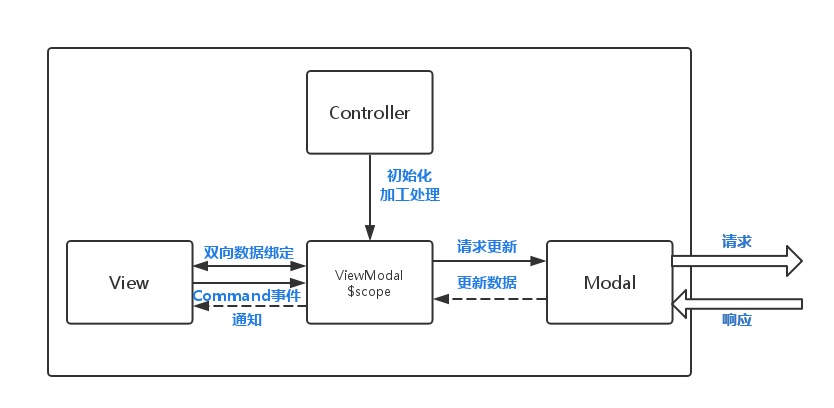 Controller
初始化
加工处理
双向数据绑定
View
Command事件
通知
ViewModal
$scope
请求更新
更新数据
Modal
请求
响应